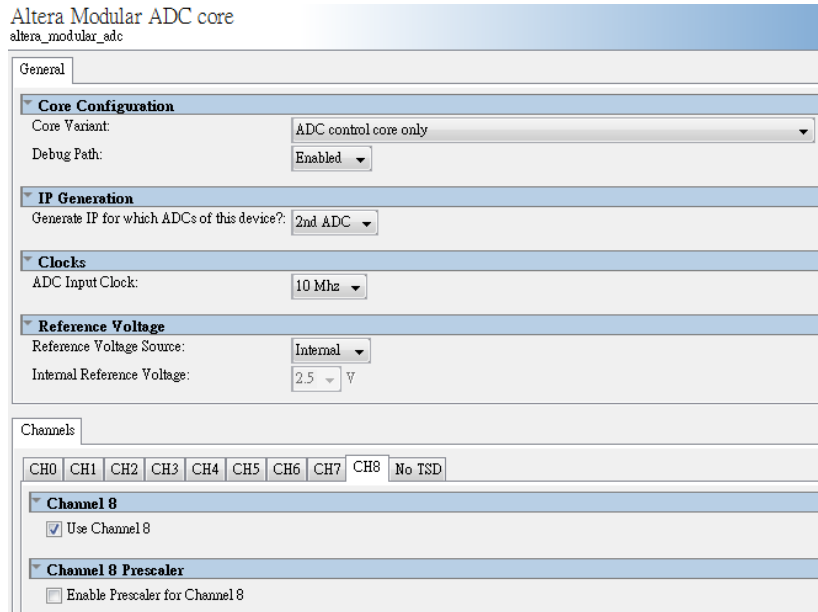 Altera Modular ADC core
altera_modular_adc
General
Core Configuration
Core Variant: ADC control core only
Debug Path: Enabled
IP Generation
Generate IP for which ADCs of this device?: 2nd ADC
Clocks
ADC Input Clock: 10 Mhz
Reference Voltage
Reference Voltage Source: Internal
Internal Reference Voltage: 2.5 V
Channels
CH0 CH1 CH2 CH3 CH4 CH5 CH6 CH7 CH8 No TSD
Channel 8
Use Channel 8
Channel 8 Prescaler
Enable Prescaler for Channel 8